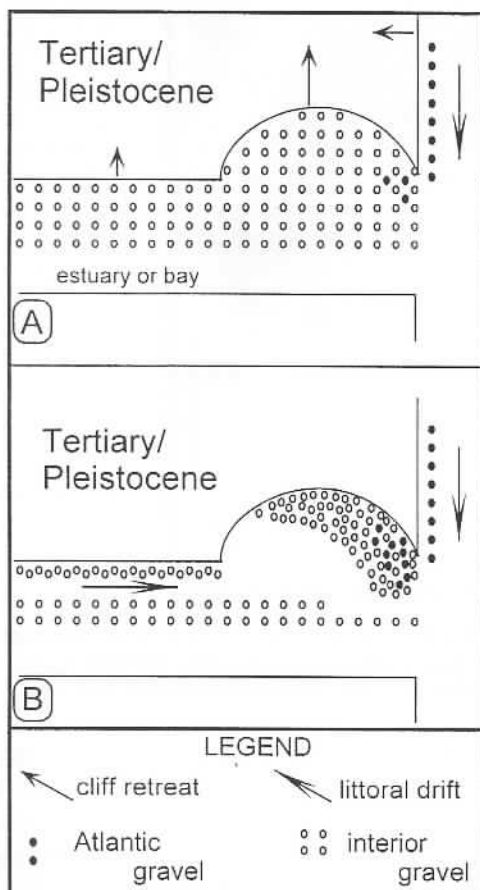 Tertiary/
Pleistocene
estuary or bay
A
Tertiary/
Pleistocene
B
LEGEND
cliff retreat
littoral drift
Atlantic
gravel
interior
gravel